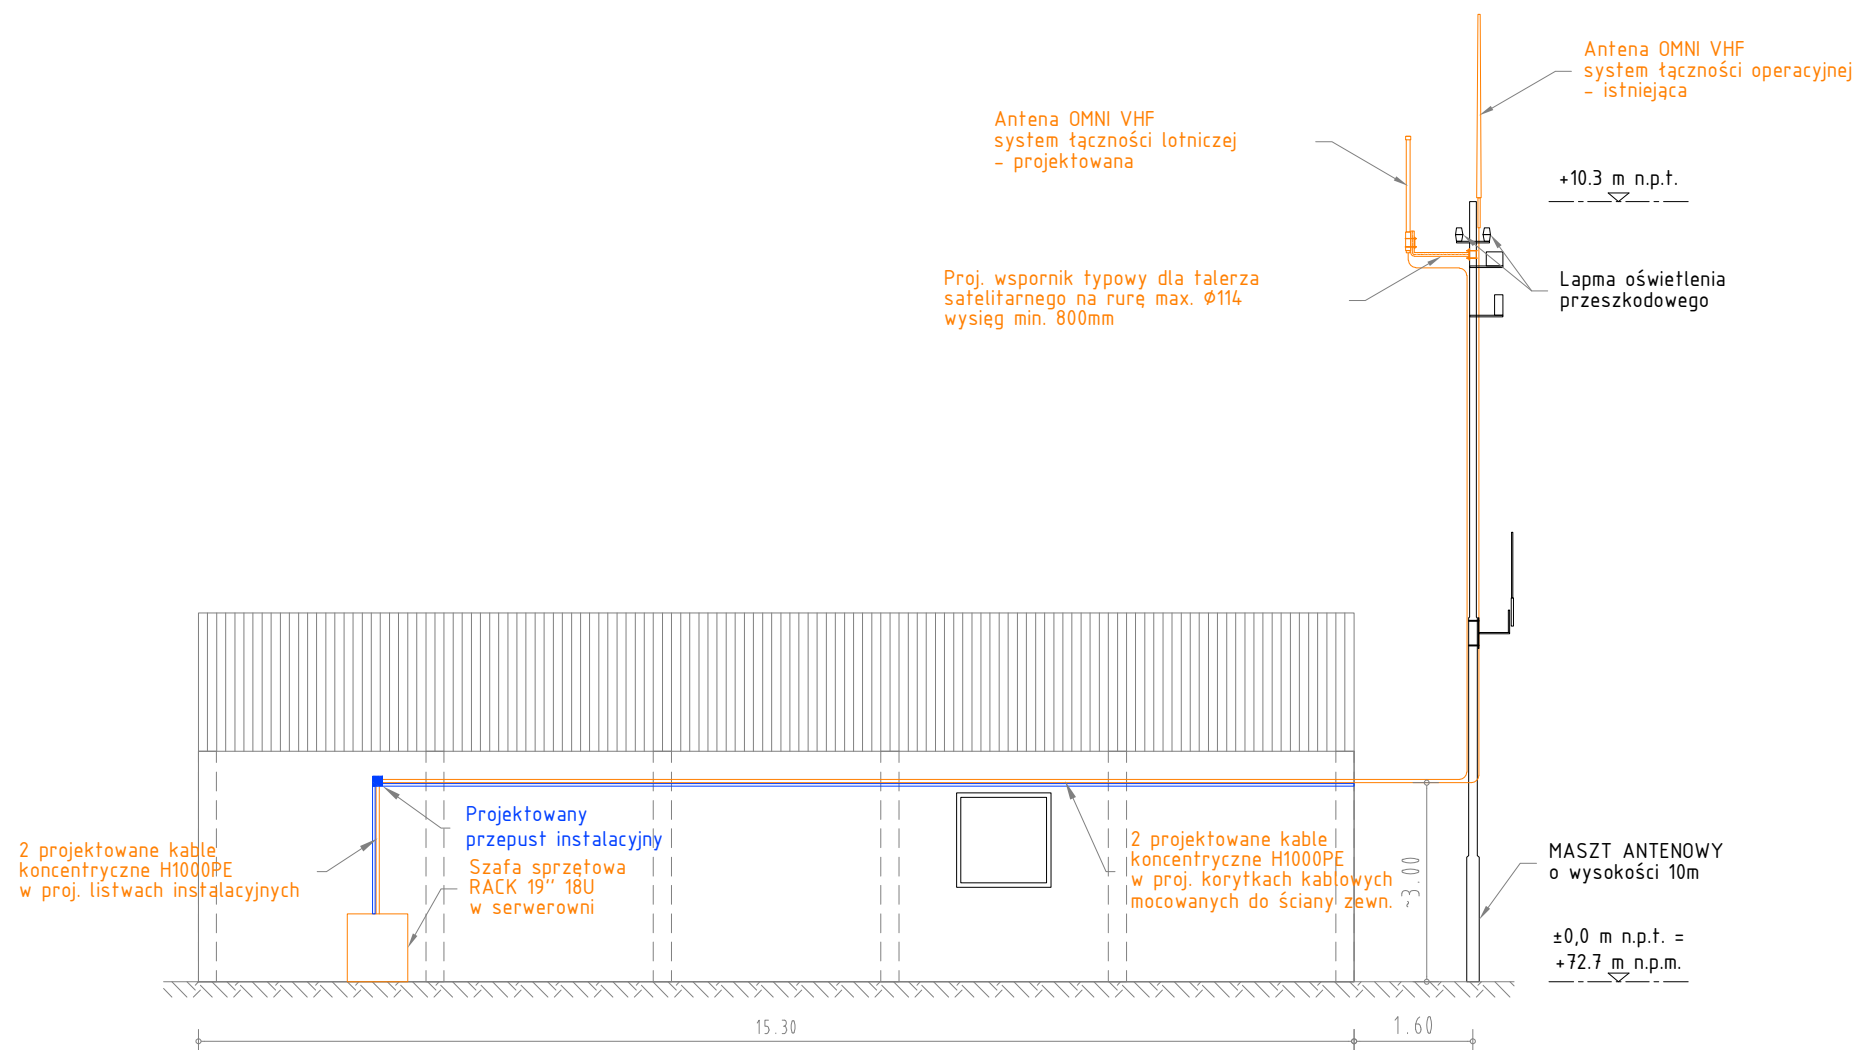 Antena OMNI VHF
system łączności operacyjnej
- istniejąca
Antena OMNI VHF
system łączności lotniczej
- projektowana
+10.3 m n.p.t.
Proj. wspornik typowy dla talerza
satelitarnego na rurę max. Ø114
wysięg min. 800mm
Lapma oświetlenia
przeszkodowego
Projektowany
przepust instalacyjny
2 projektowane kable
koncentryczne H1000PE
w proj. listwach instalacyjnych
Szafa sprzętowa
RACK 19'' 18U
w serwerowni
2 projektowane kable
koncentryczne H1000PE
w proj. korytkach kablowych
mocowanych do ściany zewn.
~3.00
MASZT ANTENOWY
o wysokości 10m
±0,0 m n.p.t. =
+72.7 m n.p.m.
15.30
1.60